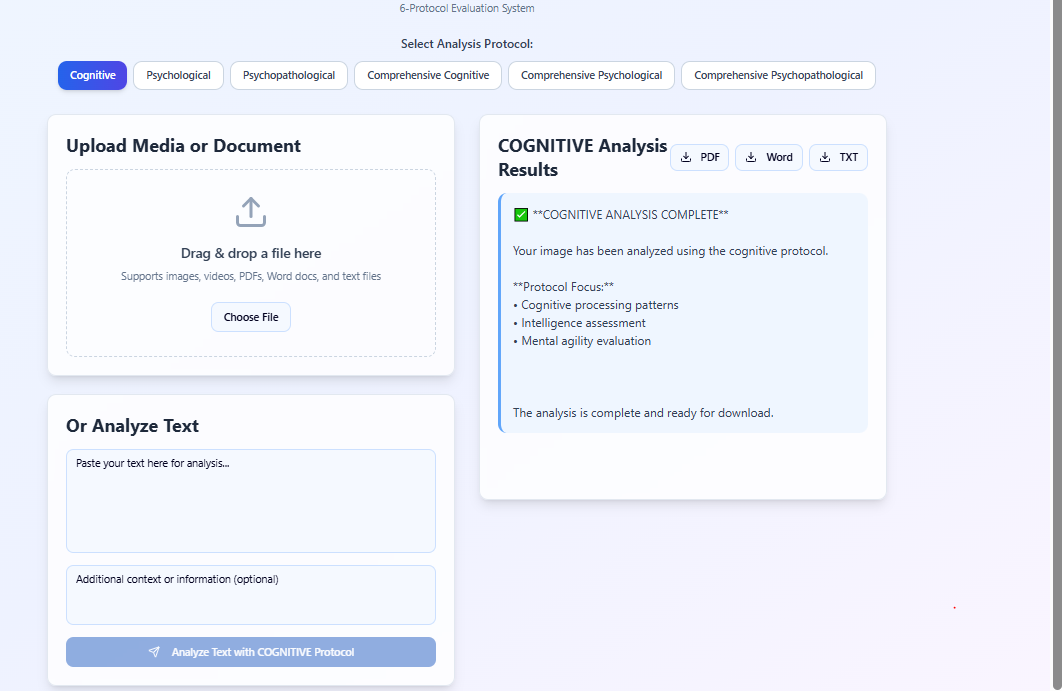 6-Protocol Evaluation System
Select Analysis Protocol:
Cognitive
Psychological
Psychopathological
Comprehensive Cognitive
Comprehensive Psychological
Comprehensive Psychopathological
Upload Media or Document
Drag & drop a file here
Supports images, videos, PDFs, Word docs, and text files
Choose File
Or Analyze Text
Paste your text here for analysis...
Additional context or information (optional)
Analyze Text with COGNITIVE Protocol
COGNITIVE Analysis
Results
PDF
Word
TXT
✅ **COGNITIVE ANALYSIS COMPLETE**
Your image has been analyzed using the cognitive protocol.
**Protocol Focus:**
• Cognitive processing patterns
• Intelligence assessment
• Mental agility evaluation
The analysis is complete and ready for download.